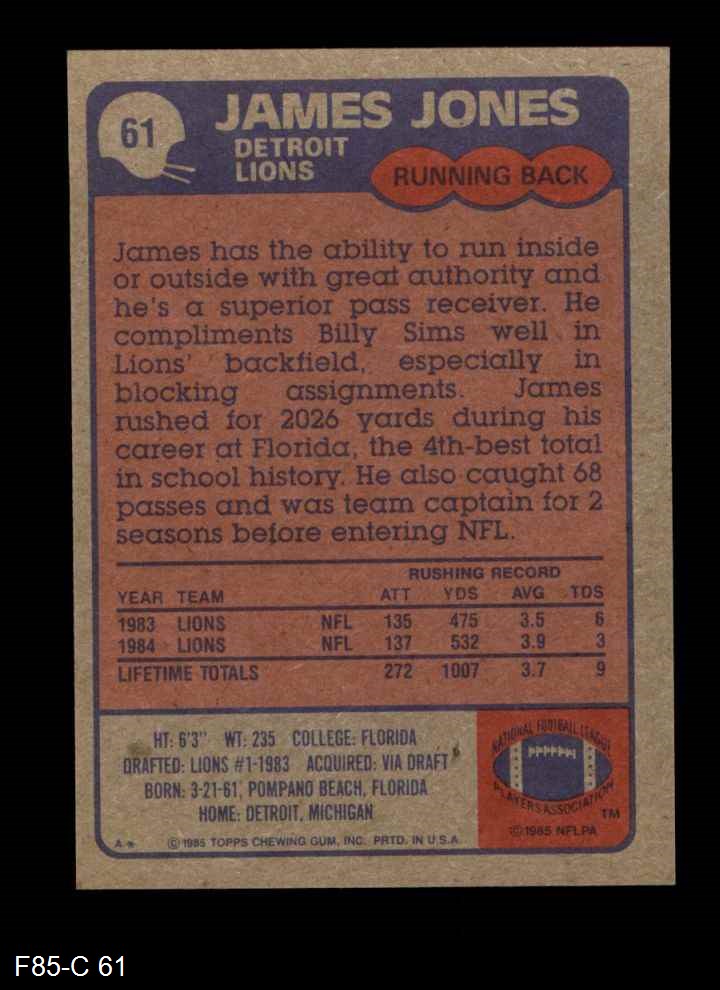 61
JAMES JONES
DETROIT
LIONS
RUNNING BACK
James has the ability to run inside
or outside with great authority and
he's a superior pass receiver. He
compliments Billy Sims well in
Lions' backfield, especially in
blocking assignments. James
rushed for 2026 yards during his
career at Florida, the 4th-best total
in school history. He also caught 68
passes and was team captain for 2
seasons before entering NFL.
RUSHING RECORD
YEAR TEAM ATT YDS AVG TDS
1983 LIONS NFL 135 475 3.5 6
1984 LIONS NFL 137 532 3.9 3
LIFETIME TOTALS 272 1007 3.7 9
HT: 6'3" WT: 235 COLLEGE: FLORIDA
DRAFTED: LIONS #1-1983 ACQUIRED: VIA DRAFT
BORN: 3-21-61, POMPANO BEACH, FLORIDA
HOME: DETROIT, MICHIGAN
A* © 1985 TOPPS CHEWING GUM, INC. PRTD. IN U.S.A.
NATIONAL FOOTBALL LEAGUE
PLAYERS ASSOCIATION
TM
© 1985 NFLPA
F85-C 61